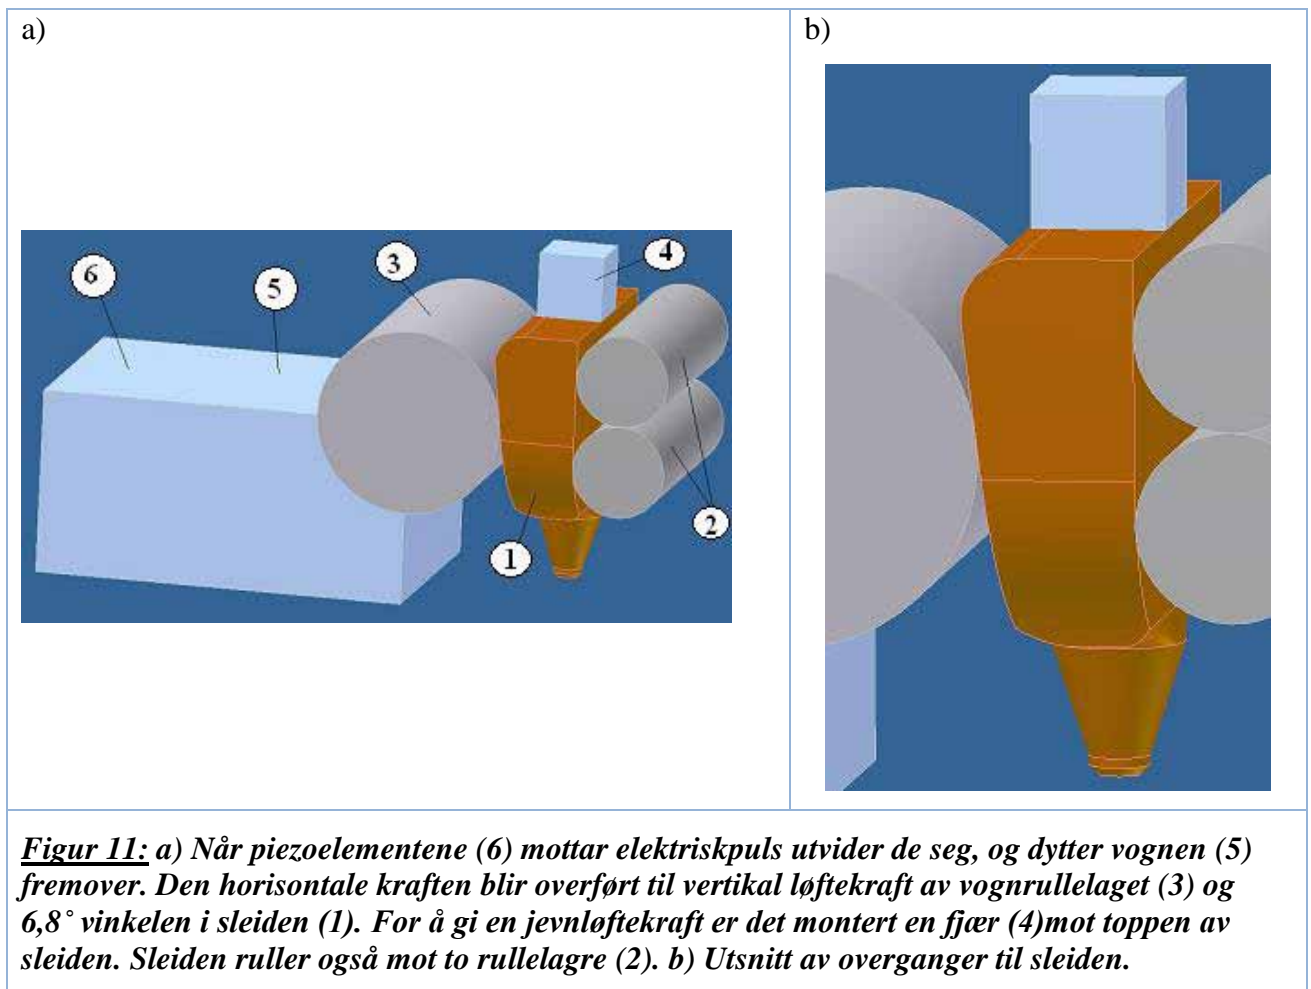 a)
b)
6
5
3
4
1
2
Figur 11: a) Når piezoelementene (6) mottar elektriskpuls utvider de seg, og dytter vognen (5)
fremover. Den horisontale kraften blir overført til vertikal løftekraft av vognrullelaget (3) og
6,8˚ vinkelen i sleiden (1). For å gi en jevnløftekraft er det montert en fjær (4)mot toppen av
sleiden. Sleiden ruller også mot to rullelagre (2). b) Utsnitt av overganger til sleiden.